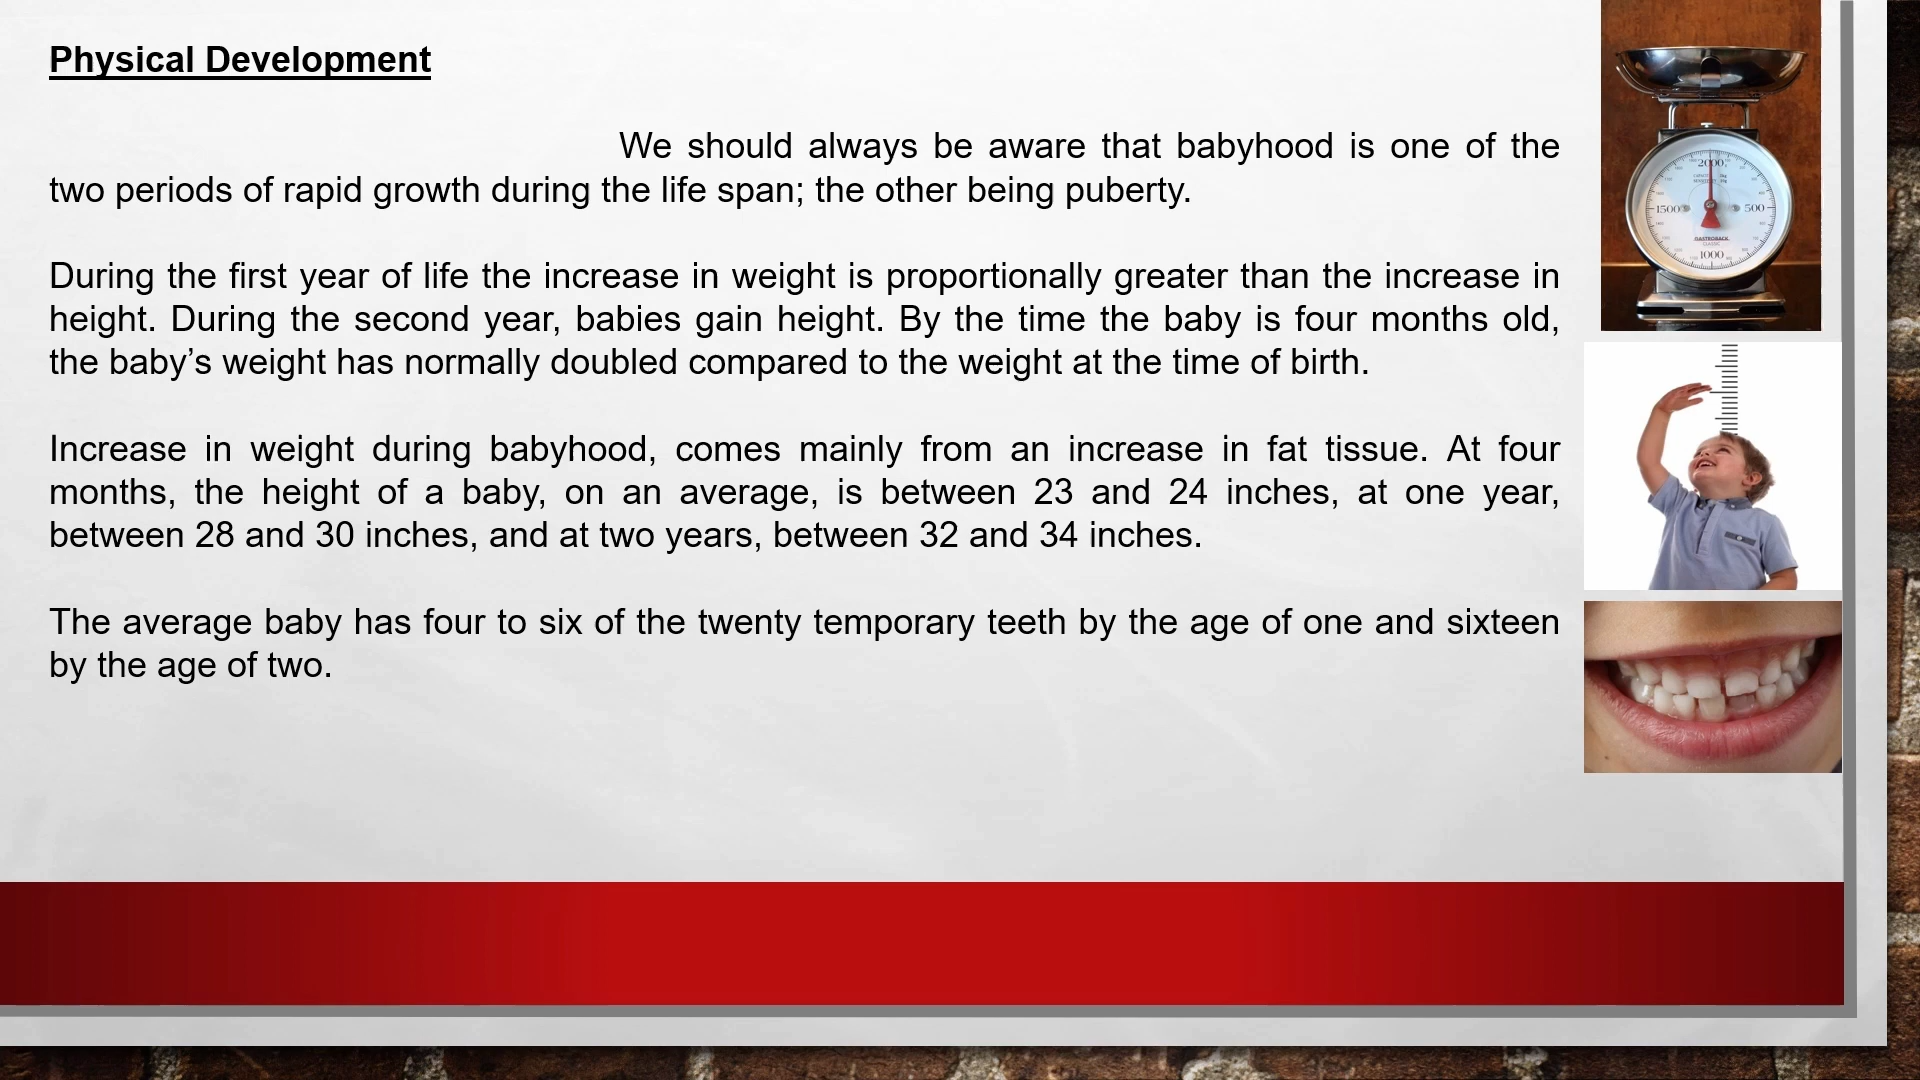 Physical Development
We should always be aware that babyhood is one of the
two periods of rapid growth during the life span; the other being puberty.
During the first year of life the increase in weight is proportionally greater than the increase in
height. During the second year, babies gain height. By the time the baby is four months old,
the baby’s weight has normally doubled compared to the weight at the time of birth.
Increase in weight during babyhood, comes mainly from an increase in fat tissue. At four
months, the height of a baby, on an average, is between 23 and 24 inches, at one year,
between 28 and 30 inches, and at two years, between 32 and 34 inches.
The average baby has four to six of the twenty temporary teeth by the age of one and sixteen
by the age of two.
2000
1500
500
GASTROBACK
CLASSIC
1000